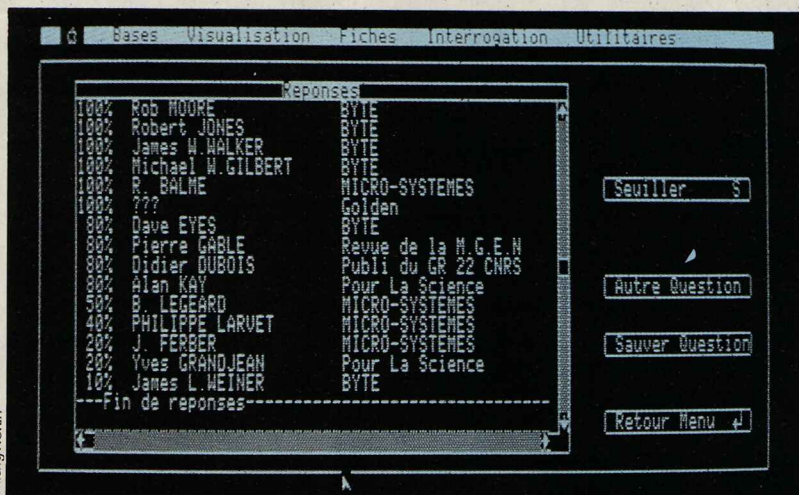 Bases Visualisation Fiches Interrogation Utilitaires
Reponses
100% Rob MOORE BYTE
100% Robert JONES BYTE
100% James W.WALKER BYTE
100% Michael W.GILBERT BYTE
100% R. BALME MICRO-SYSTEMES
100% ??? Golden
80% Dave EYES BYTE
80% Pierre GABLE Revue de la M.G.E.N
80% Didier DUBOIS Publi du GR 22 CNRS
80% Alan KAY Pour La Science
50% B. LEGEARD MICRO-SYSTEMES
40% PHILIPPE LARVET MICRO-SYSTEMES
20% J. FERBER MICRO-SYSTEMES
20% Yves GRANDJEAN Pour La Science
10% James L.WEINER BYTE
---Fin de reponses---
Seuiller S
Autre Question
Sauver Question
Retour Menu ↵